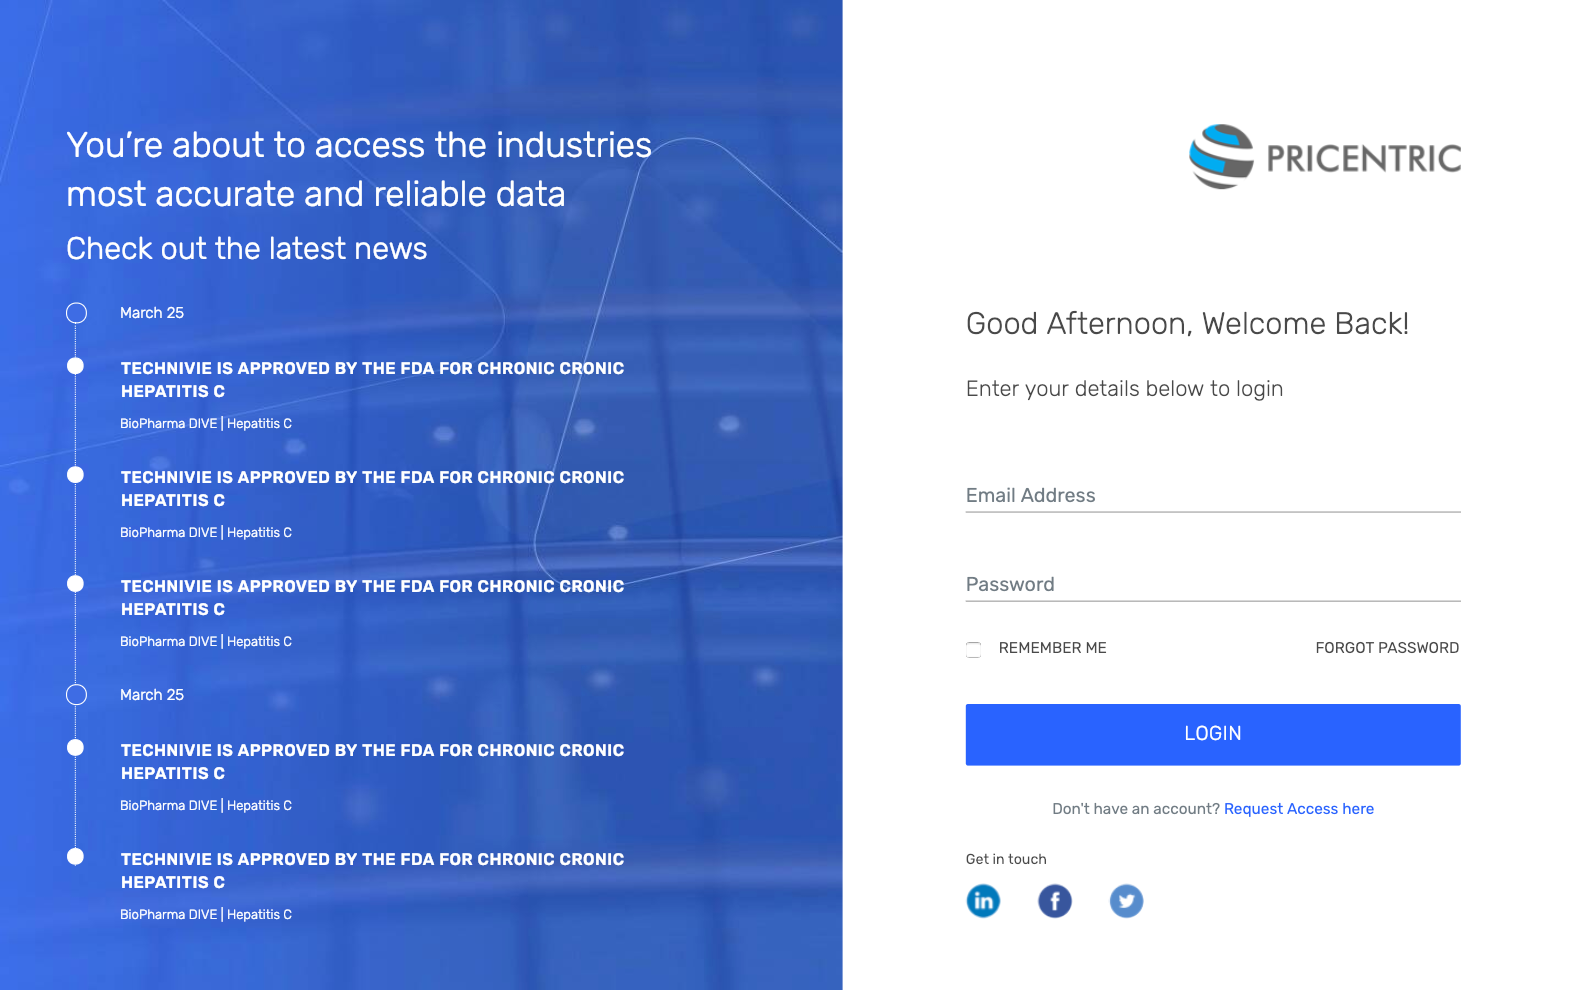 You're about to access the industries
most accurate and reliable data
Check out the latest news
March 25
TECHNIVIE IS APPROVED BY THE FDA FOR CHRONIC CRONIC
HEPATITIS C
BioPharma DIVE | Hepatitis C
TECHNIVIE IS APPROVED BY THE FDA FOR CHRONIC CRONIC
HEPATITIS C
BioPharma DIVE | Hepatitis C
TECHNIVIE IS APPROVED BY THE FDA FOR CHRONIC CRONIC
HEPATITIS C
BioPharma DIVE | Hepatitis C
March 25
TECHNIVIE IS APPROVED BY THE FDA FOR CHRONIC CRONIC
HEPATITIS C
BioPharma DIVE | Hepatitis C
TECHNIVIE IS APPROVED BY THE FDA FOR CHRONIC CRONIC
HEPATITIS C
BioPharma DIVE | Hepatitis C
PRICENTRIC
Good Afternoon, Welcome Back!
Enter your details below to login
Email Address
Password
REMEMBER ME
FORGOT PASSWORD
LOGIN
Don't have an account? Request Access here
Get in touch
in
f